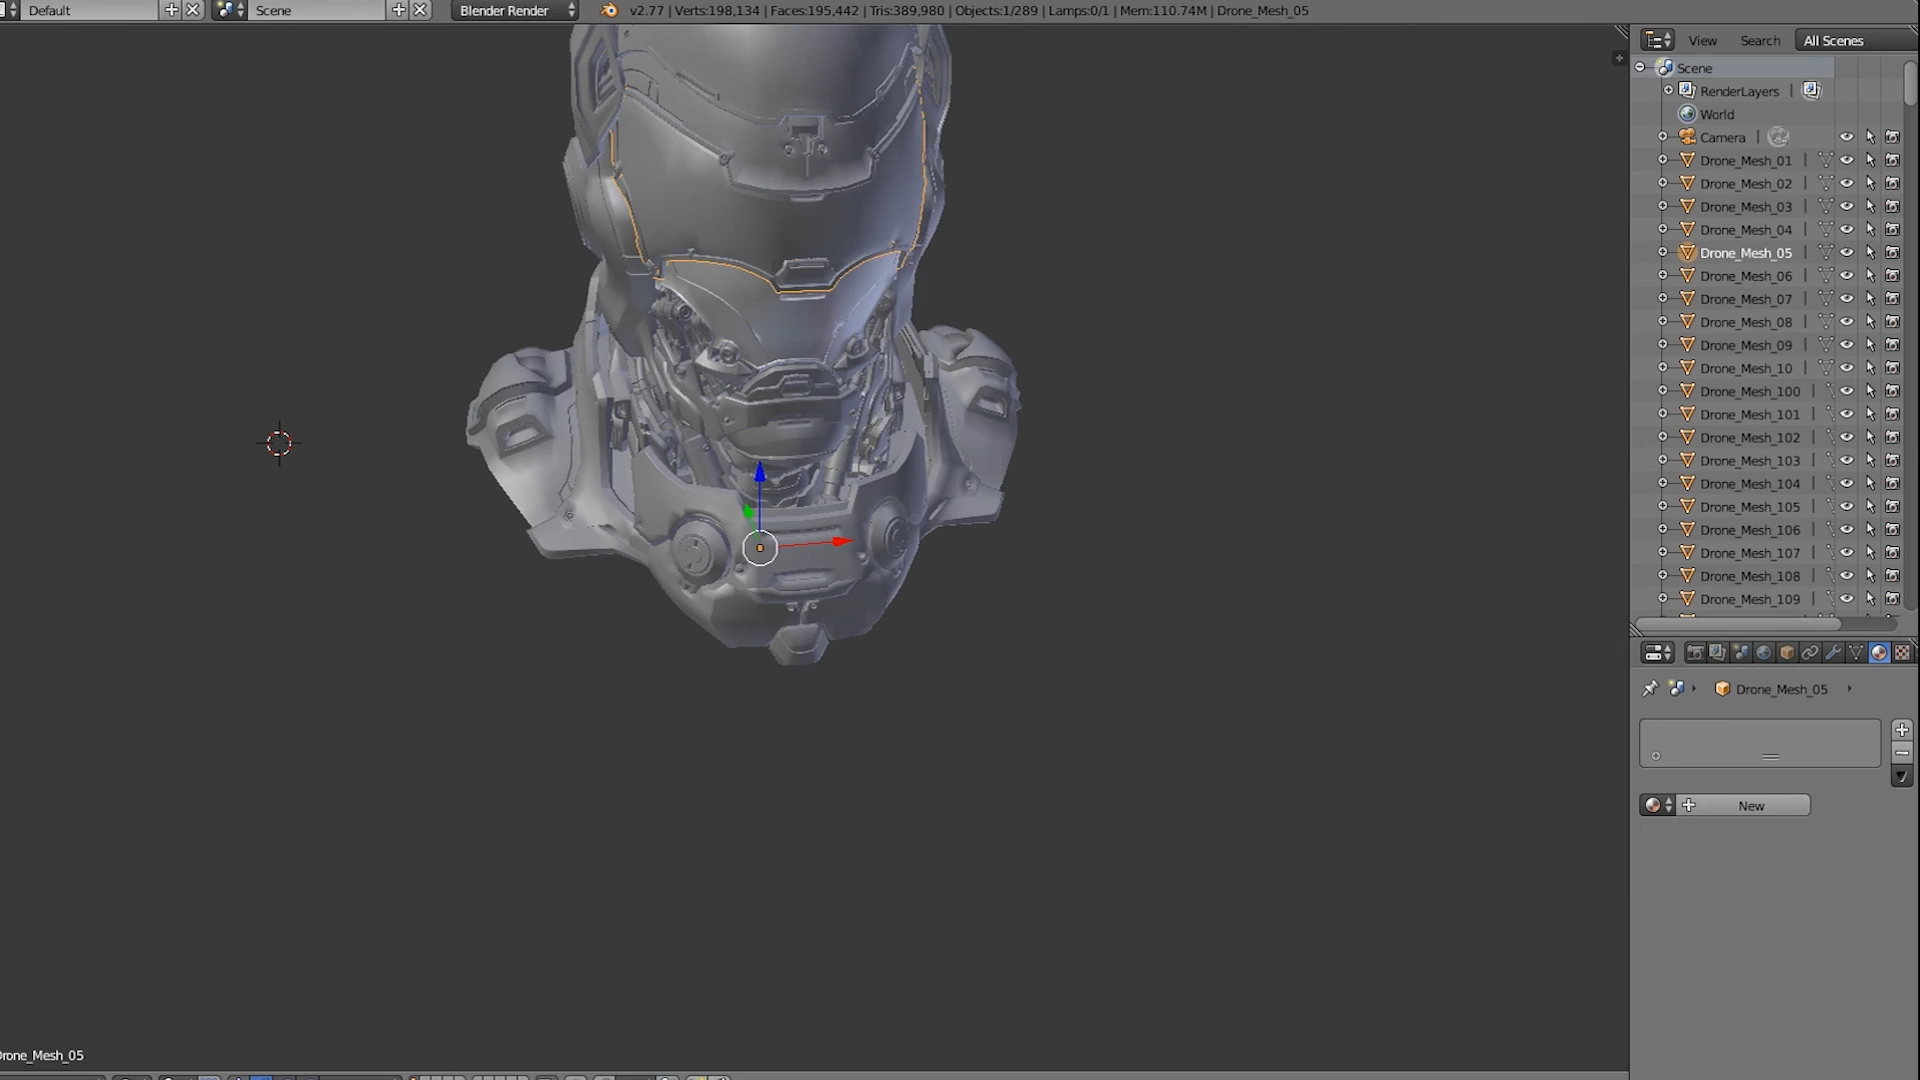 Default Scene Blender Render v2.77 | Verts:198,134 | Faces:195,442 | Tris:389,980 | Objects:1/289 | Lamps:0/1 | Mem:110.74M | Drone_Mesh_05
View Search All Scenes
Scene
RenderLayers |
World
Camera |
Drone_Mesh_01 |
Drone_Mesh_02 |
Drone_Mesh_03 |
Drone_Mesh_04 |
Drone_Mesh_05 |
Drone_Mesh_06 |
Drone_Mesh_07 |
Drone_Mesh_08 |
Drone_Mesh_09 |
Drone_Mesh_10 |
Drone_Mesh_100 |
Drone_Mesh_101 |
Drone_Mesh_102 |
Drone_Mesh_103 |
Drone_Mesh_104 |
Drone_Mesh_105 |
Drone_Mesh_106 |
Drone_Mesh_107 |
Drone_Mesh_108 |
Drone_Mesh_109 |
Drone_Mesh_05
New
rone_Mesh_05